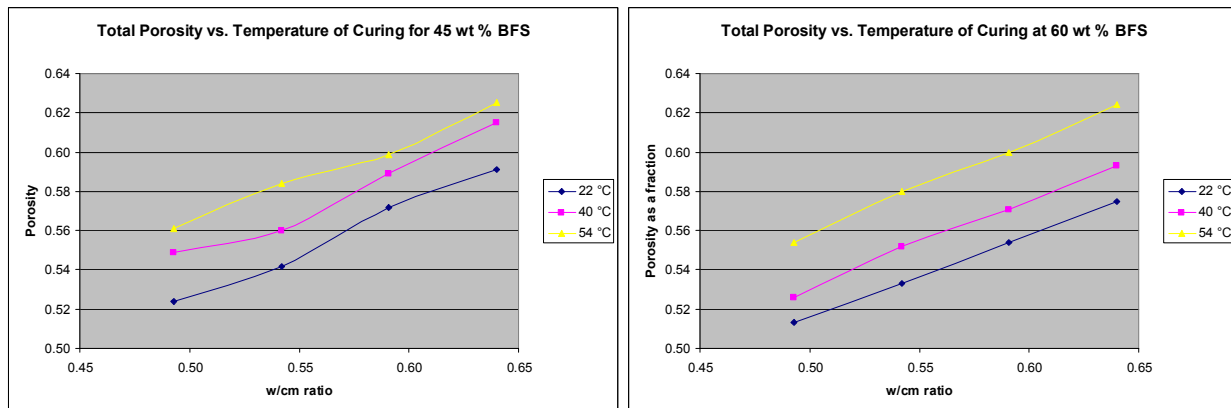 Total Porosity vs. Temperature of Curing for 45 wt % BFS
0.64
0.62
0.60
0.58
0.56
0.54
0.52
0.50
Porosity
0.45
0.50
0.55
0.60
0.65
w/cm ratio
22 °C
40 °C
54 °C
Total Porosity vs. Temperature of Curing at 60 wt % BFS
0.64
0.62
0.60
0.58
0.56
0.54
0.52
0.50
Porosity as a fraction
0.45
0.50
0.55
0.60
0.65
w/cm ratio
22 °C
40 °C
54 °C